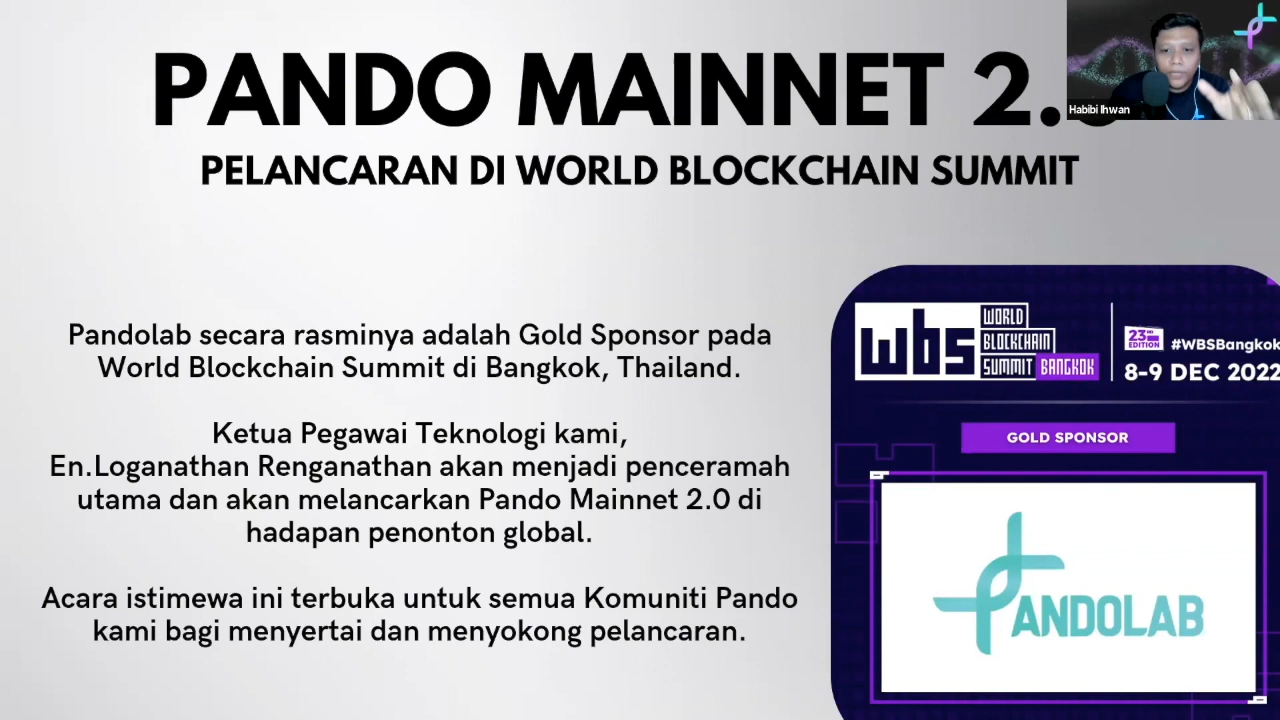 PANDO MAINNET 2.
Habibi Ihwan
PELANCARAN DI WORLD BLOCKCHAIN SUMMIT
Pandolab secara rasminya adalah Gold Sponsor pada
World Blockchain Summit di Bangkok, Thailand.
Ketua Pegawai Teknologi kami,
En.Loganathan Renganathan akan menjadi penceramah
utama dan akan melancarkan Pando Mainnet 2.0 di
hadapan penonton global.
Acara istimewa ini terbuka untuk semua Komuniti Pando
kami bagi menyertai dan menyokong pelancaran.
wbs
WORLD
BLOCKCHAIN
SUMMIT BANGKOK
23RD
EDITION
#WBSBangkok
8-9 DEC 2022
GOLD SPONSOR
PANDOLAB